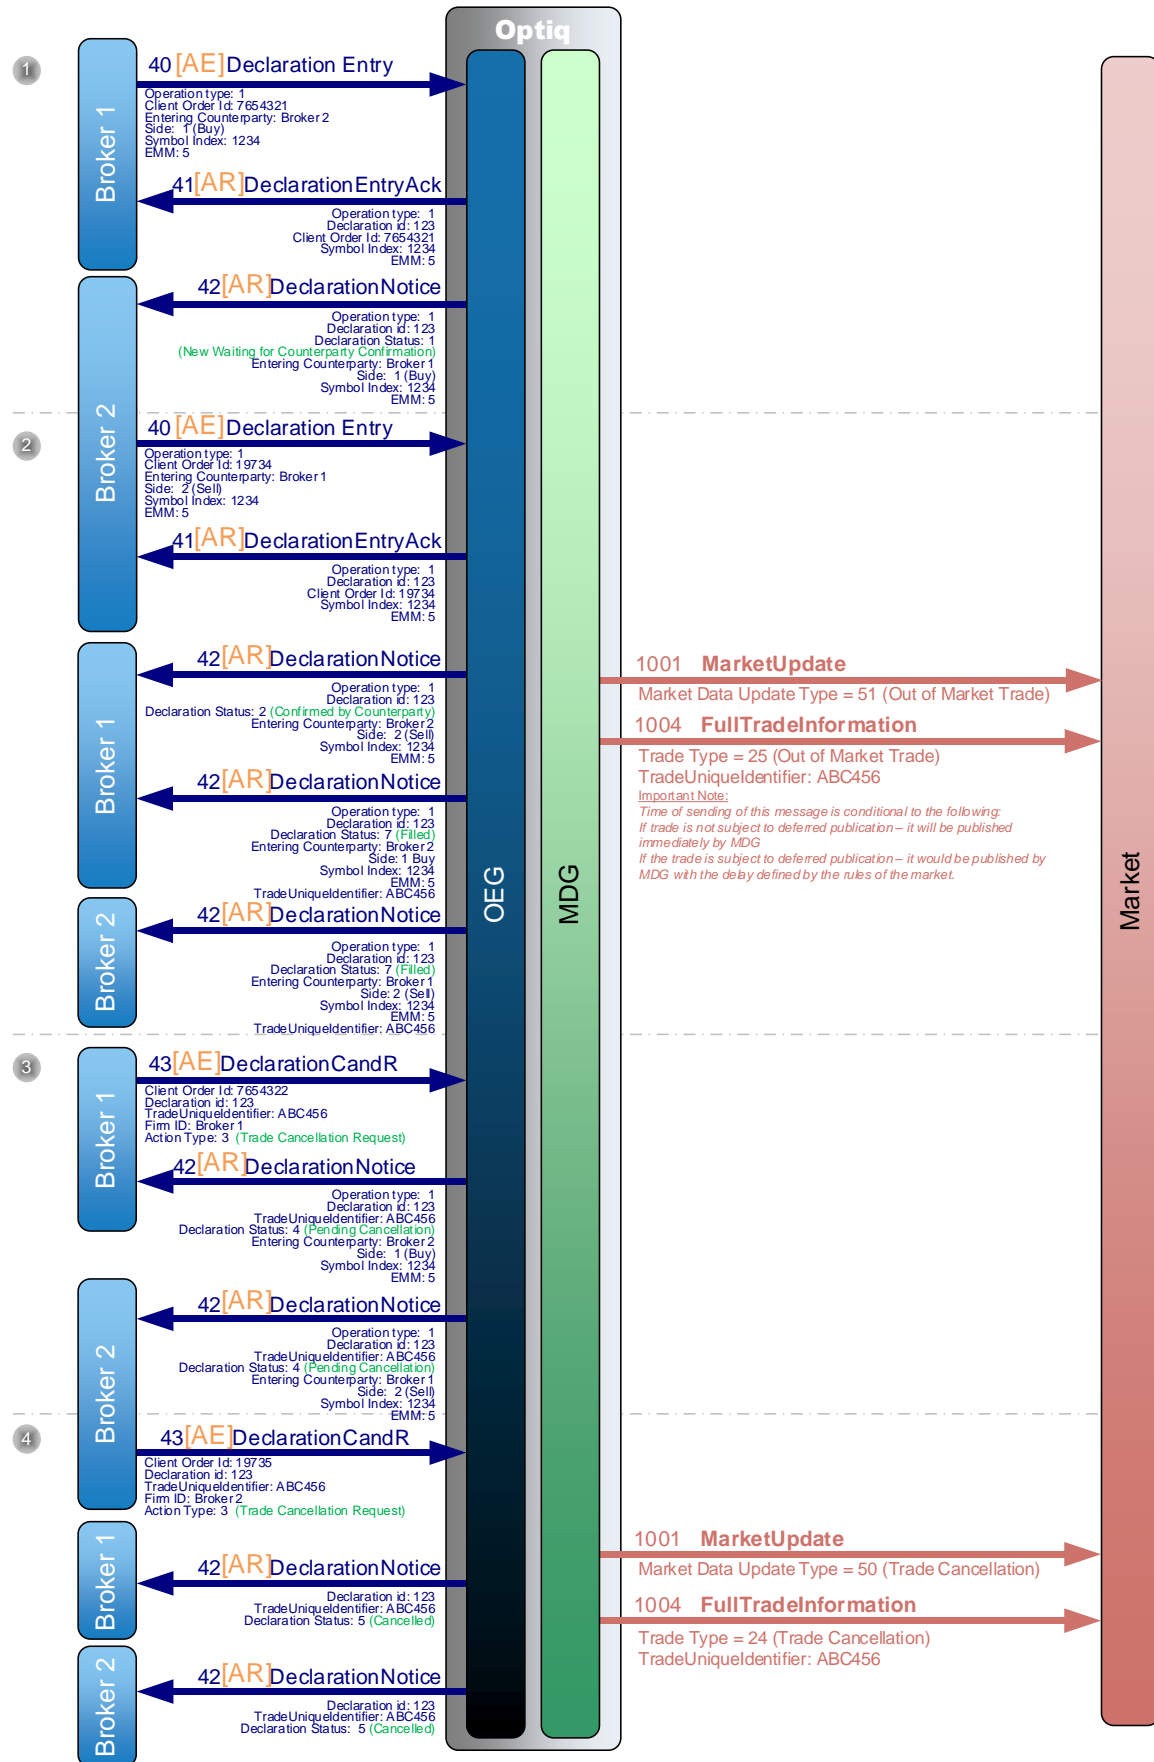 Optiq
OEG
MDG
Market
1
Broker 1
40 [AE] Declaration Entry
Operation type: 1
Client Order Id: 7654321
Entering Counterparty: Broker 2
Side: 1 (Buy)
Symbol Index: 1234
EMM: 5
41 [AR] DeclarationEntryAck
Operation type: 1
Declaration id: 123
Client Order Id: 7654321
Symbol Index: 1234
EMM: 5
Broker 2
42 [AR] DeclarationNotice
Operation type: 1
Declaration id: 123
Declaration Status: 1
(New Waiting for Counterparty Confirmation)
Entering Counterparty: Broker 1
Side: 1 (Buy)
Symbol Index: 1234
EMM: 5
2
40 [AE] Declaration Entry
Operation type: 1
Client Order Id: 19734
Entering Counterparty: Broker 1
Side: 2 (Sell)
Symbol Index: 1234
EMM: 5
41 [AR] DeclarationEntryAck
Operation type: 1
Declaration id: 123
Client Order Id: 19734
Symbol Index: 1234
EMM: 5
Broker 1
42 [AR] DeclarationNotice
Operation type: 1
Declaration id: 123
Declaration Status: 2 (Confirmed by Counterparty)
Entering Counterparty: Broker 2
Side: 2 (Sell)
Symbol Index: 1234
EMM: 5
1001 MarketUpdate
Market Data Update Type = 51 (Out of Market Trade)
1004 FullTradeInformation
Trade Type = 25 (Out of Market Trade)
TradeUniqueIdentifier: ABC456
Important Note:
Time of sending of this message is conditional to the following:
If trade is not subject to deferred publication – it will be published
immediately by MDG
If the trade is subject to deferred publication – it would be published by
MDG with the delay defined by the rules of the market.
42 [AR] DeclarationNotice
Operation type: 1
Declaration id: 123
Declaration Status: 7 (Filled)
Entering Counterparty: Broker 2
Side: 1 Buy
Symbol Index: 1234
EMM: 5
TradeUniqueIdentifier: ABC456
Broker 2
42 [AR] DeclarationNotice
Operation type: 1
Declaration id: 123
Declaration Status: 7 (Filled)
Entering Counterparty: Broker 1
Side: 2 (Sell)
Symbol Index: 1234
EMM: 5
TradeUniqueIdentifier: ABC456
3
Broker 1
43 [AE] DeclarationCandR
Client Order Id: 7654322
Declaration id: 123
TradeUniqueIdentifier: ABC456
Firm ID: Broker 1
Action Type: 3 (Trade Cancellation Request)
42 [AR] DeclarationNotice
Operation type: 1
Declaration id: 123
TradeUniqueIdentifier: ABC456
Declaration Status: 4 (Pending Cancellation)
Entering Counterparty: Broker 2
Side: 1 (Buy)
Symbol Index: 1234
EMM: 5
Broker 2
42 [AR] DeclarationNotice
Operation type: 1
Declaration id: 123
TradeUniqueIdentifier: ABC456
Declaration Status: 4 (Pending Cancellation)
Entering Counterparty: Broker 1
Side: 2 (Sell)
Symbol Index: 1234
EMM: 5
4
43 [AE] DeclarationCandR
Client Order Id: 19735
Declaration id: 123
TradeUniqueIdentifier: ABC456
Firm ID: Broker 2
Action Type: 3 (Trade Cancellation Request)
Broker 1
42 [AR] DeclarationNotice
Declaration id: 123
TradeUniqueIdentifier: ABC456
Declaration Status: 5 (Cancelled)
1001 MarketUpdate
Market Data Update Type = 50 (Trade Cancellation)
1004 FullTradeInformation
Trade Type = 24 (Trade Cancellation)
TradeUniqueIdentifier: ABC456
Broker 2
42 [AR] DeclarationNotice
Declaration id: 123
TradeUniqueIdentifier: ABC456
Declaration Status: 5 (Cancelled)